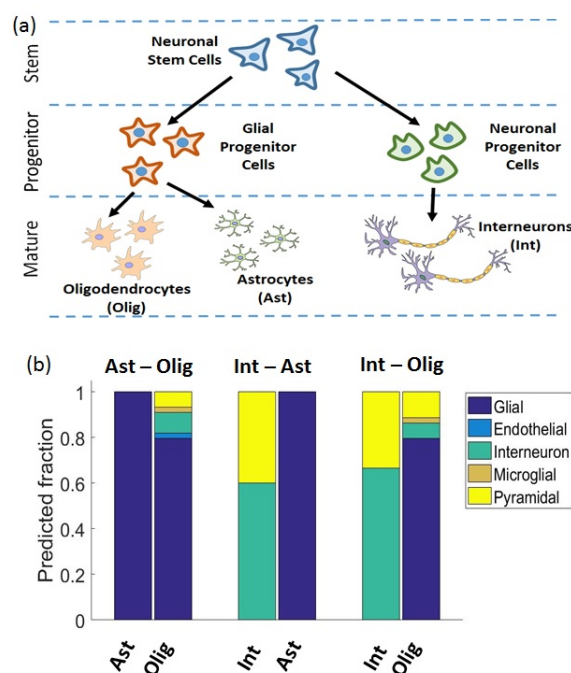 (a)
Stem
Neuronal
Stem Cells
Progenitor
Glial
Progenitor
Cells
Neuronal
Progenitor
Cells
Mature
Oligodendrocytes
(Olig)
Astrocytes
(Ast)
Interneurons
(Int)
(b)
Ast – Olig
Int – Ast
Int – Olig
Predicted fraction
1
0.8
0.6
0.4
0.2
0
Glial
Endothelial
Interneuron
Microglial
Pyramidal
Ast
Olig
Int
Ast
Int
Olig